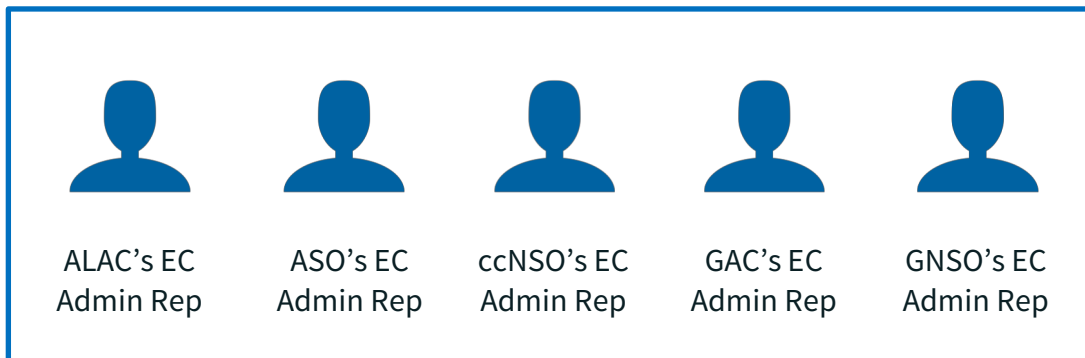 ALAC’s EC
Admin Rep
ASO’s EC
Admin Rep
ccNSO’s EC
Admin Rep
GAC’s EC
Admin Rep
GNSO’s EC
Admin Rep